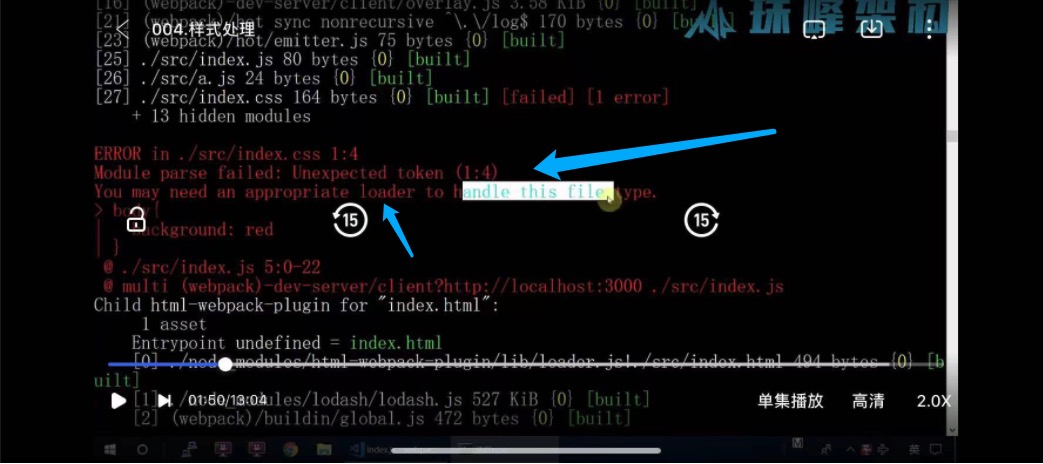 [16] (webpack)-dev-server/client/overlay.js 3.58 KiB {0} [built]
[21] (webpack)/hot sync nonrecursive ^\.\/log$ 170 bytes {0} [built]
004.样式处理
珠峰架构
[23] (webpack)/hot/emitter.js 75 bytes {0} [built]
[25] ./src/index.js 80 bytes {0} [built]
[26] ./src/a.js 24 bytes {0} [built]
[27] ./src/index.css 164 bytes {0} [built] [failed] [1 error]
+ 13 hidden modules
ERROR in ./src/index.css 1:4
Module parse failed: Unexpected token (1:4)
You may need an appropriate loader to handle this file type.
> body{
| background: red
| }
15
15
@ ./src/index.js 5:0-22
@ multi (webpack)-dev-server/client?http://localhost:3000 ./src/index.js
Child html-webpack-plugin for "index.html":
1 asset
Entrypoint undefined = index.html
[0] ./node_modules/html-webpack-plugin/lib/loader.js!./src/index.html 494 bytes {0} [b
uilt]
[1] ./node_modules/lodash/lodash.js 527 KiB {0} [built]
01:50/13:04
单集播放
高清
2.0X
[2] (webpack)/buildin/global.js 472 bytes {0} [built]
英